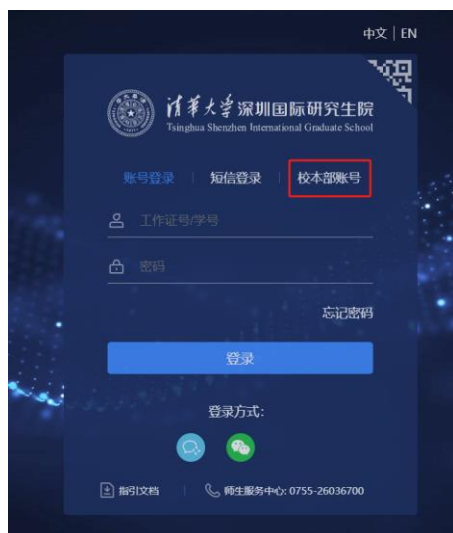 中文 | EN
清华大学深圳国际研究生院
Tsinghua Shenzhen International Graduate School
账号登录 | 短信登录 | 校本部账号
工作证号/学号
密码
忘记密码
登录
登录方式:
指引文档 | 师生服务中心: 0755-26036700